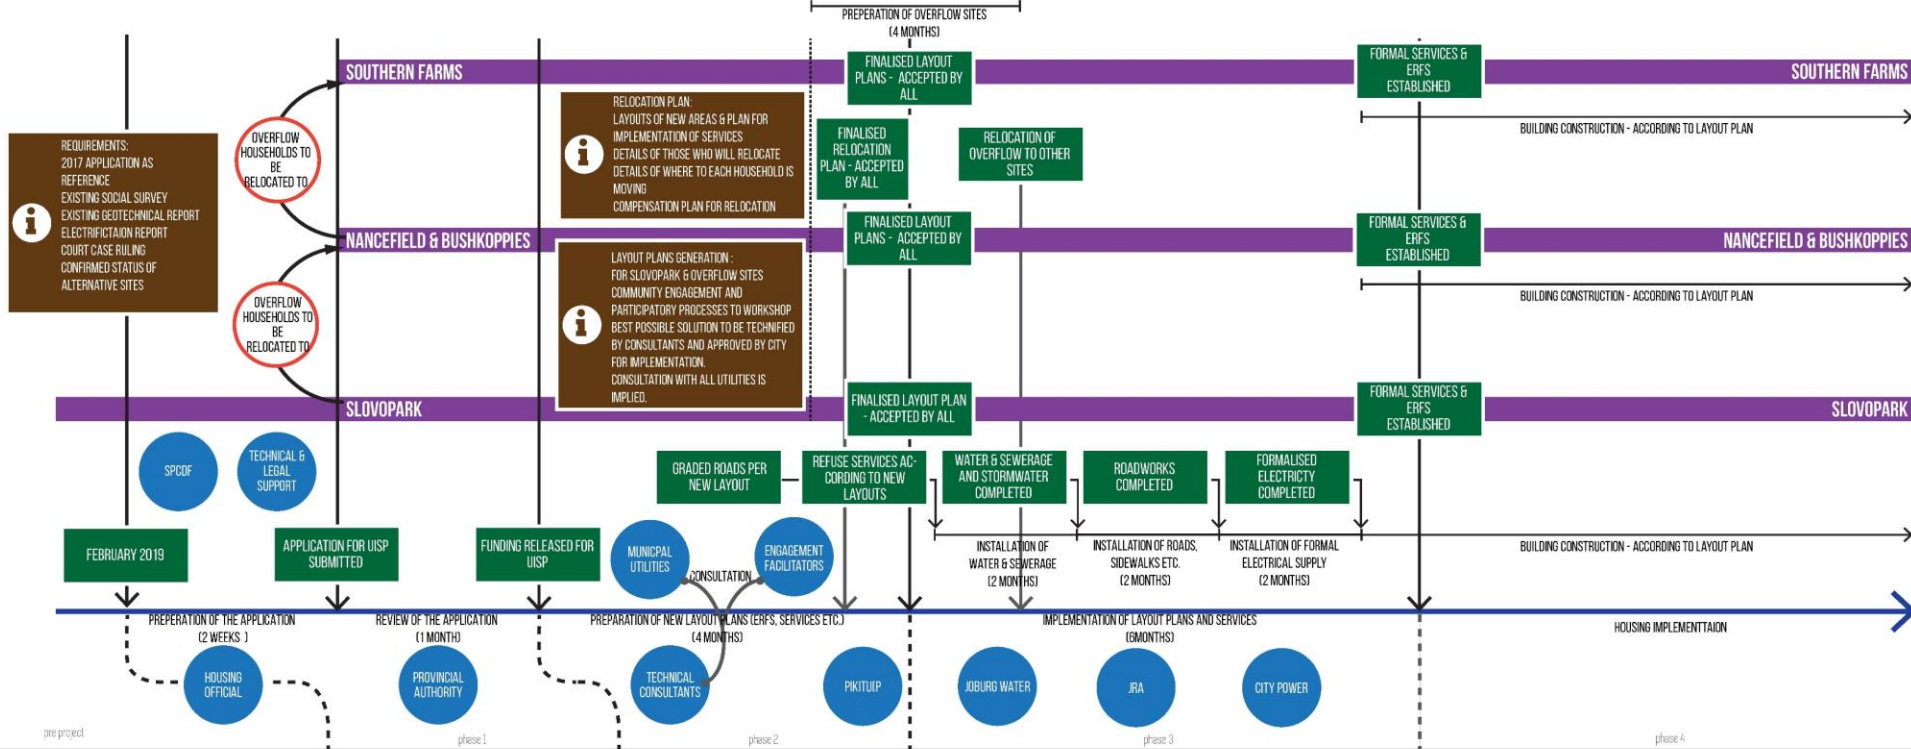 PREPERATION OF OVERFLOW SITES
(4 MONTHS)
SOUTHERN FARMS
FINALISED LAYOUT
PLANS - ACCEPTED BY
ALL
FORMAL SERVICES &
ERFS
ESTABLISHED
SOUTHERN FARMS
BUILDING CONSTRUCTION - ACCORDING TO LAYOUT PLAN
REQUIREMENTS:
2017 APPLICATION AS
REFERENCE
EXISTING SOCIAL SURVEY
EXISTING GEOTECHNICAL REPORT
ELECTRIFICTAION REPORT
COURT CASE RULING
CONFIRMED STATUS OF
ALTERNATIVE SITES
OVERFLOW
HOUSEHOLDS TO
BE
RELOCATED TO
RELOCATION PLAN:
LAYOUTS OF NEW AREAS & PLAN FOR
IMPLEMENTATION OF SERVICES
DETAILS OF THOSE WHO WILL RELOCATE
DETAILS OF WHERE TO EACH HOUSEHOLD IS
MOVING
COMPENSATION PLAN FOR RELOCATION
FINALISED
RELOCATION
PLAN - ACCEPTED
BY ALL
RELOCATION OF
OVERFLOW TO OTHER
SITES
NANCEFIELD & BUSHKOPPIES
FINALISED LAYOUT
PLANS - ACCEPTED BY
ALL
FORMAL SERVICES &
ERFS
ESTABLISHED
NANCEFIELD & BUSHKOPPIES
BUILDING CONSTRUCTION - ACCORDING TO LAYOUT PLAN
OVERFLOW
HOUSEHOLDS TO
BE
RELOCATED TO
LAYOUT PLANS GENERATION :
FOR SLOVOPARK & OVERFLOW SITES
COMMUNITY ENGAGEMENT AND
PARTICIPATORY PROCESSES TO WORKSHOP
BEST POSSIBLE SOLUTION TO BE TECHNIFIED
BY CONSULTANTS AND APPROVED BY CITY
FOR IMPLEMENTATION.
CONSULTATION WITH ALL UTILITIES IS
IMPLIED.
SLOVOPARK
FINALISED LAYOUT PLAN
- ACCEPTED BY ALL
FORMAL SERVICES &
ERFS
ESTABLISHED
SLOVOPARK
SPCDF
TECHNICAL &
LEGAL
SUPPORT
GRADED ROADS PER
NEW LAYOUT
REFUSE SERVICES AC-
CORDING TO NEW
LAYOUTS
WATER & SEWERAGE
AND STORMWATER
COMPLETED
ROADWORKS
COMPLETED
FORMALISED
ELECTRICTY
COMPLETED
FEBRUARY 2019
APPLICATION FOR UISP
SUBMITTED
FUNDING RELEASED FOR
UISP
MUNICPAL
UTILITIES
CONSULTATION
ENGAGEMENT
FACILITATORS
INSTALLATION OF
WATER & SEWERAGE
(2 MONTHS)
INSTALLATION OF ROADS,
SIDEWALKS ETC.
(2 MONTHS)
INSTALLATION OF FORMAL
ELECTRICAL SUPPLY
(2 MONTHS)
BUILDING CONSTRUCTION - ACCORDING TO LAYOUT PLAN
PREPERATION OF THE APPLICATION
(2 WEEKS )
REVIEW OF THE APPLICATION
(1 MONTH)
PREPARATION OF NEW LAYOUT PLANS (ERFS, SERVICES ETC.)
(4 MONTHS)
IMPLEMENTATION OF LAYOUT PLANS AND SERVICES
(6MONTHS)
HOUSING IMPLEMENTTAION
HOUSING
OFFICIAL
PROVINCIAL
AUTHORITY
TECHNICAL
CONSULTANTS
PIKITUIP
JOBURG WATER
JRA
CITY POWER
pre project
phase 1
phase 2
phase 3
phase 4